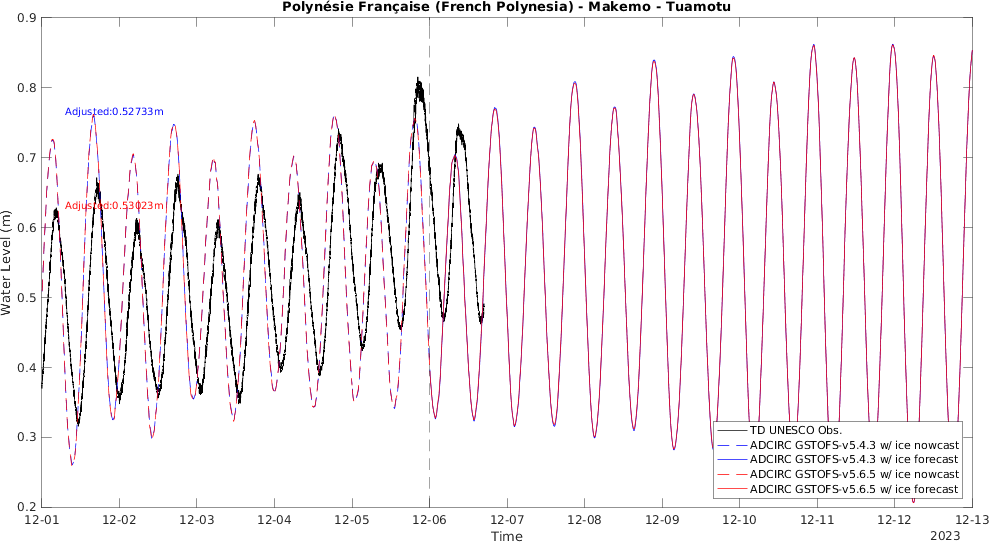 Polynésie Française (French Polynesia) - Makemo - Tuamotu
0.9
0.8
0.7
0.6
0.5
0.4
0.3
0.2
Water Level (m)
Adjusted:0.52733m
Adjusted:0.53023m
TD UNESCO Obs.
ADCIRC GSTOFS-v5.4.3 w/ ice nowcast
ADCIRC GSTOFS-v5.4.3 w/ ice forecast
ADCIRC GSTOFS-v5.6.5 w/ ice nowcast
ADCIRC GSTOFS-v5.6.5 w/ ice forecast
12-01 12-02 12-03 12-04 12-05 12-06 12-07 12-08 12-09 12-10 12-11 12-12 12-13
Time
2023